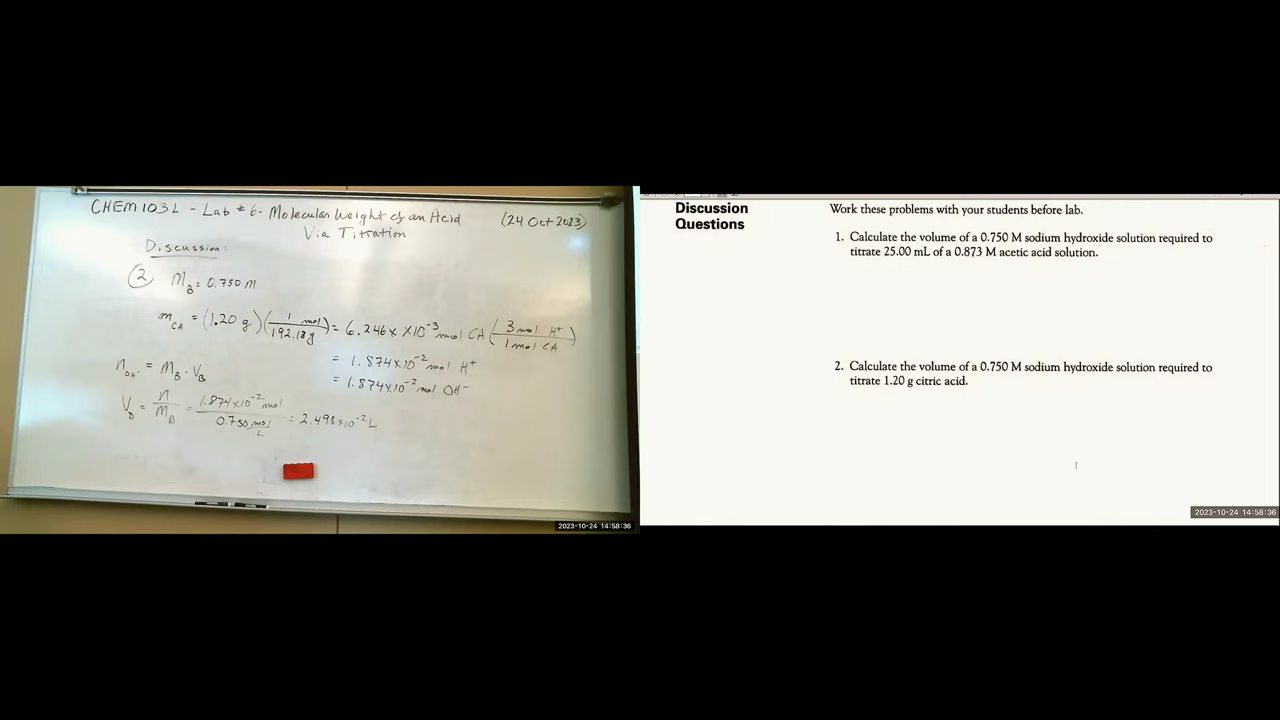 CHEM 103L - Lab #6 - Molecular Weight of an Acid
Via Titration
(24 Oct 2023)
Discussion:
(2) M_B = 0.750 M
m_CA = (1.20 g)(1 mol/192.13g) = 6.246x ×10^-3 mol CA (3 mol H+/1 mol CA)
= 1.874×10^-2 mol H+
= 1.874×10^-2 mol OH-
n_OH- = M_B · V_B
V_B = n/M_B = 1.874×10^-2 mol/0.750 mol/L = 2.498×10^-2 L
2023-10-24 14:58:36
Discussion
Questions
Work these problems with your students before lab.
1. Calculate the volume of a 0.750 M sodium hydroxide solution required to
titrate 25.00 mL of a 0.873 M acetic acid solution.
2. Calculate the volume of a 0.750 M sodium hydroxide solution required to
titrate 1.20 g citric acid.
2023-10-24 14:58:36